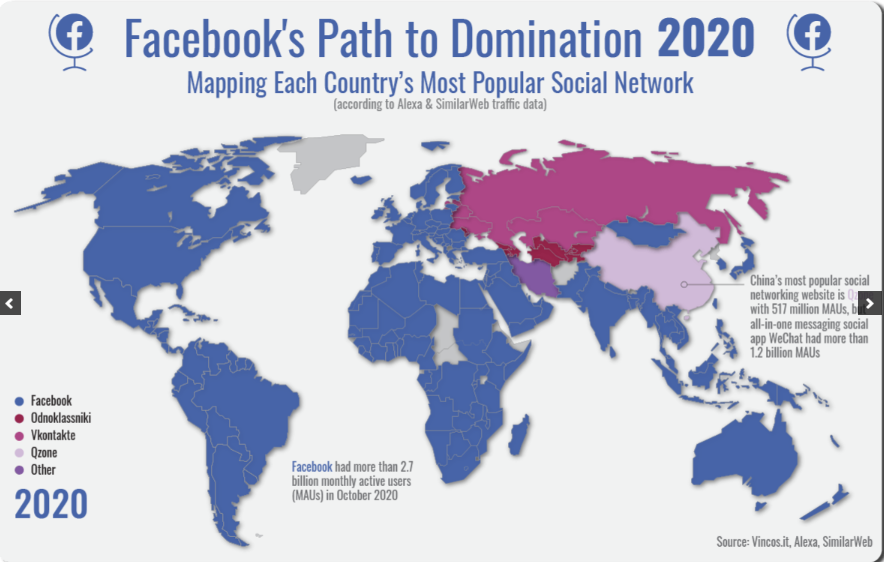 Facebook's Path to Domination 2020
Mapping Each Country's Most Popular Social Network
(according to Alexa & SimilarWeb traffic data)
China's most popular social
networking website is
with 517 million MAUs,
all-in-one messaging social
app WeChat had more than
1.2 billion MAUs
Facebook
Odnoklassniki
Vkontakte
Qzone
Other
2020
Facebook had more than 2.7
billion monthly active users
(MAUs) in October 2020
Source: Vincos.it, Alexa, SimilarWeb